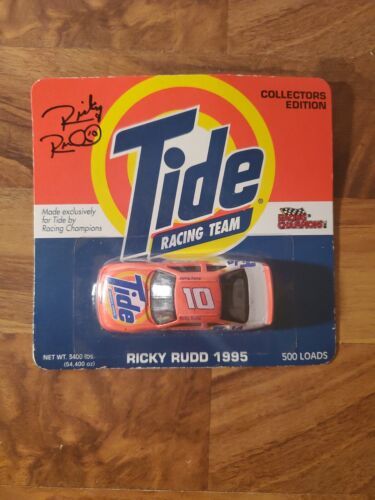 COLLECTORS
EDITION
Ricky
Rudd 10
Tide
®
RACING TEAM
Made exclusively
for Tide by
Racing Champions
RACING
CHAMPIONS
Tide
10
NET WT. 3400 lbs.
(54,400 oz)
RICKY RUDD 1995
500 LOADS